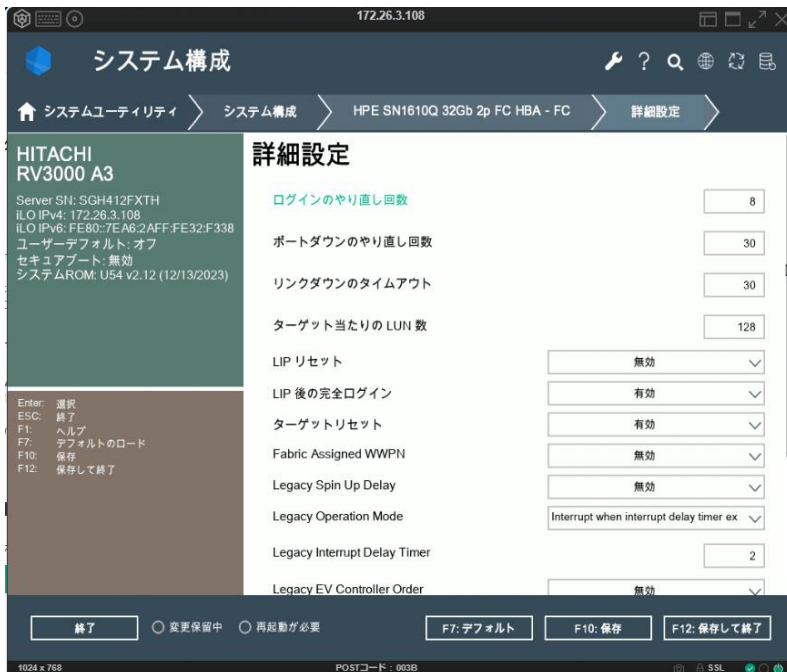 172.26.3.108
システム構成
システムユーティリティ
システム構成
HPE SN1610Q 32Gb 2p FC HBA - FC
詳細設定
HITACHI
RV3000 A3
Server SN: SGH412FXTH
iLO IPv4: 172.26.3.108
iLO IPv6: FE80::7EA6:2AFF:FE32:F338
ユーザーデフォルト: オフ
セキュアブート: 無効
システムROM: U54 v2.12 (12/13/2023)
Enter: 選択
ESC: 終了
F1: ヘルプ
F7: デフォルトのロード
F10: 保存
F12: 保存して終了
詳細設定
ログインのやり直し回数 8
ポートダウンのやり直し回数 30
リンクダウンのタイムアウト 30
ターゲット当たりの LUN 数 128
LIP リセット 無効
LIP 後の完全ログイン 有効
ターゲットリセット 有効
Fabric Assigned WWPN 無効
Legacy Spin Up Delay 無効
Legacy Operation Mode Interrupt when interrupt delay timer ex
Legacy Interrupt Delay Timer 2
Legacy EV Controller Order 無効
終了
変更保留中
再起動が必要
F7: デフォルト
F10: 保存
F12: 保存して終了
1024 x 768
POSTコード : 003B
SSL